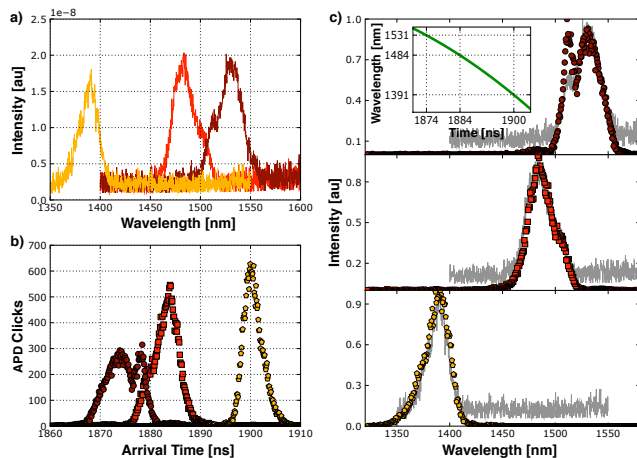 a)
1e−8
2.5
2.0
1.5
1.0
0.5
0.0
Intensity [au]
1350 1400 1450 1500 1550 1600
Wavelength [nm]
b)
700
600
500
400
300
200
100
0
APD Clicks
1860 1870 1880 1890 1900 1910
Arrival Time [ns]
c)
1.0
0.9
0.6
0.4
0.1
Wavelength [nm]
1531
1484
1391
1874 1884 1900
Time [ns]
Intensity [au]
0.8
0.5
0.2
0.9
0.6
0.3
0.0
1350 1400 1450 1500 1550
Wavelength [nm]